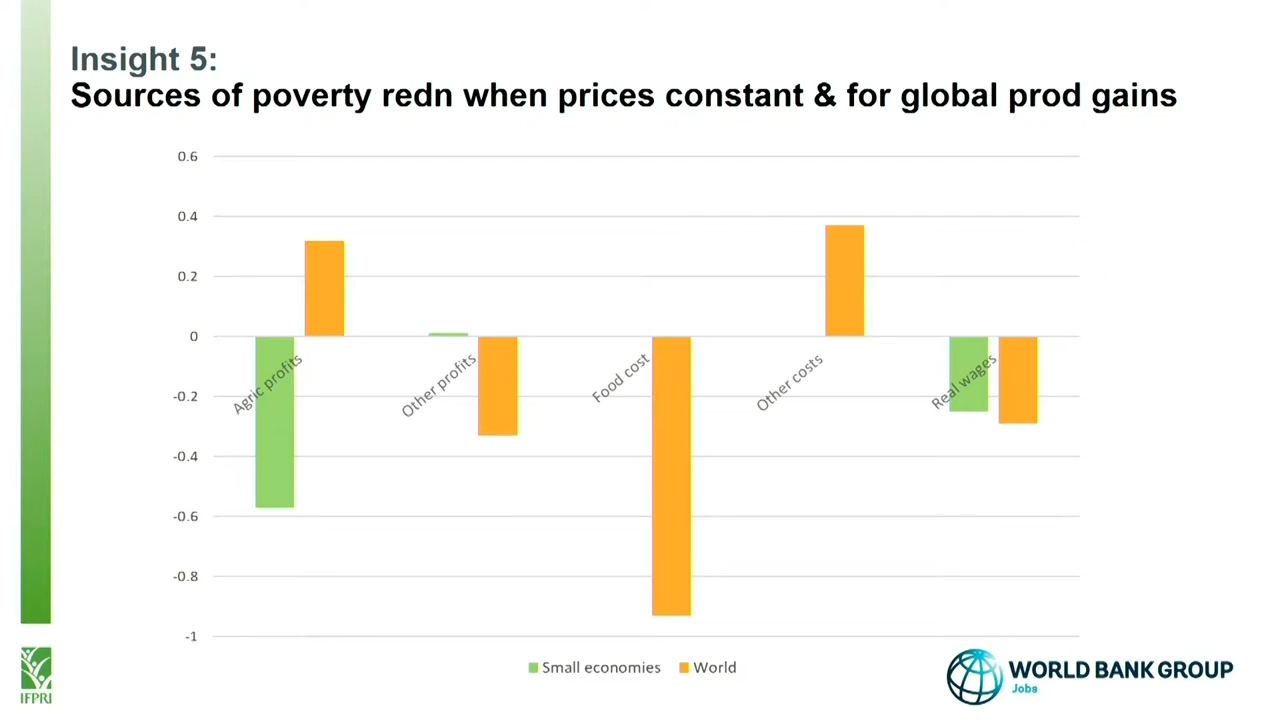 Insight 5:
Sources of poverty redn when prices constant & for global prod gains
0.6
0.4
0.2
0
-0.2
-0.4
-0.6
-0.8
-1
Agric profits
Other profits
Food cost
Other costs
Real wages
Small economies
World
IFPRI
WORLD BANK GROUP
Jobs